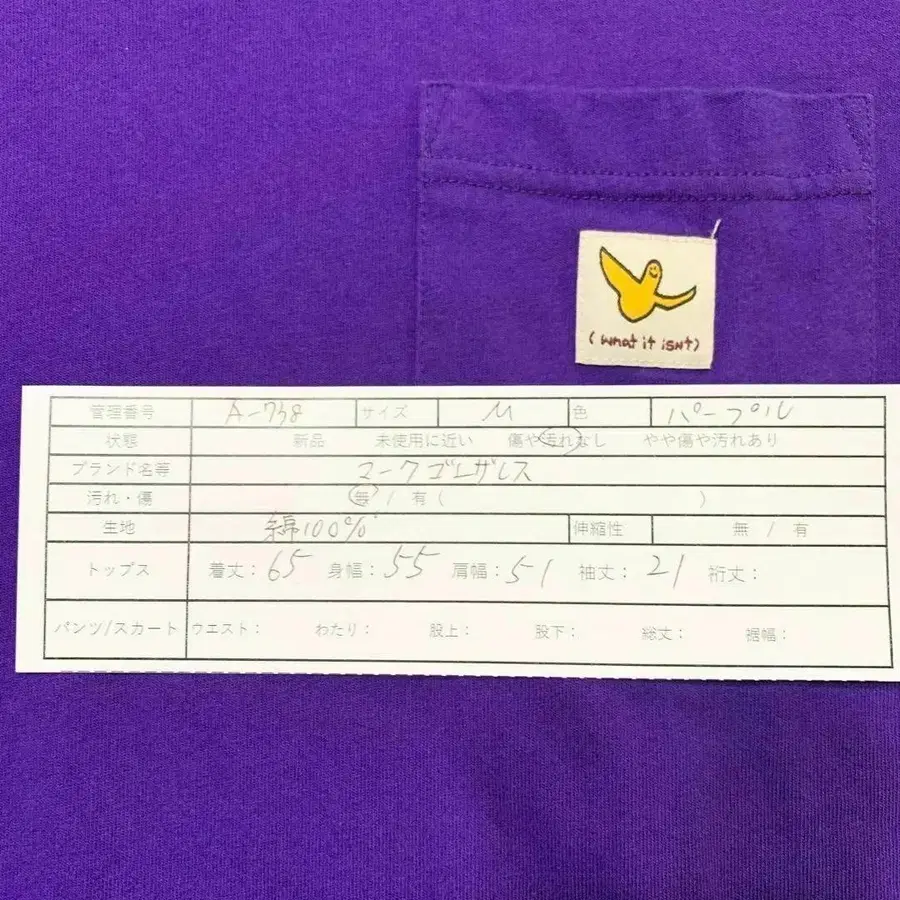 (what it isNt)
管理番号 A-738 サイズ M 色 パープル
状態 新品 未使用に近い 傷や汚れなし やや傷や汚れあり
ブランド名等 マークゴンザレス
汚れ・傷 無 / 有 ( )
生地 綿100% 伸縮性 無 / 有
トップス 着丈: 65 身幅: 55 肩幅: 51 袖丈: 21 裄丈:
パンツ/スカート ウエスト: わたり: 股上: 股下: 総丈: 裾幅: